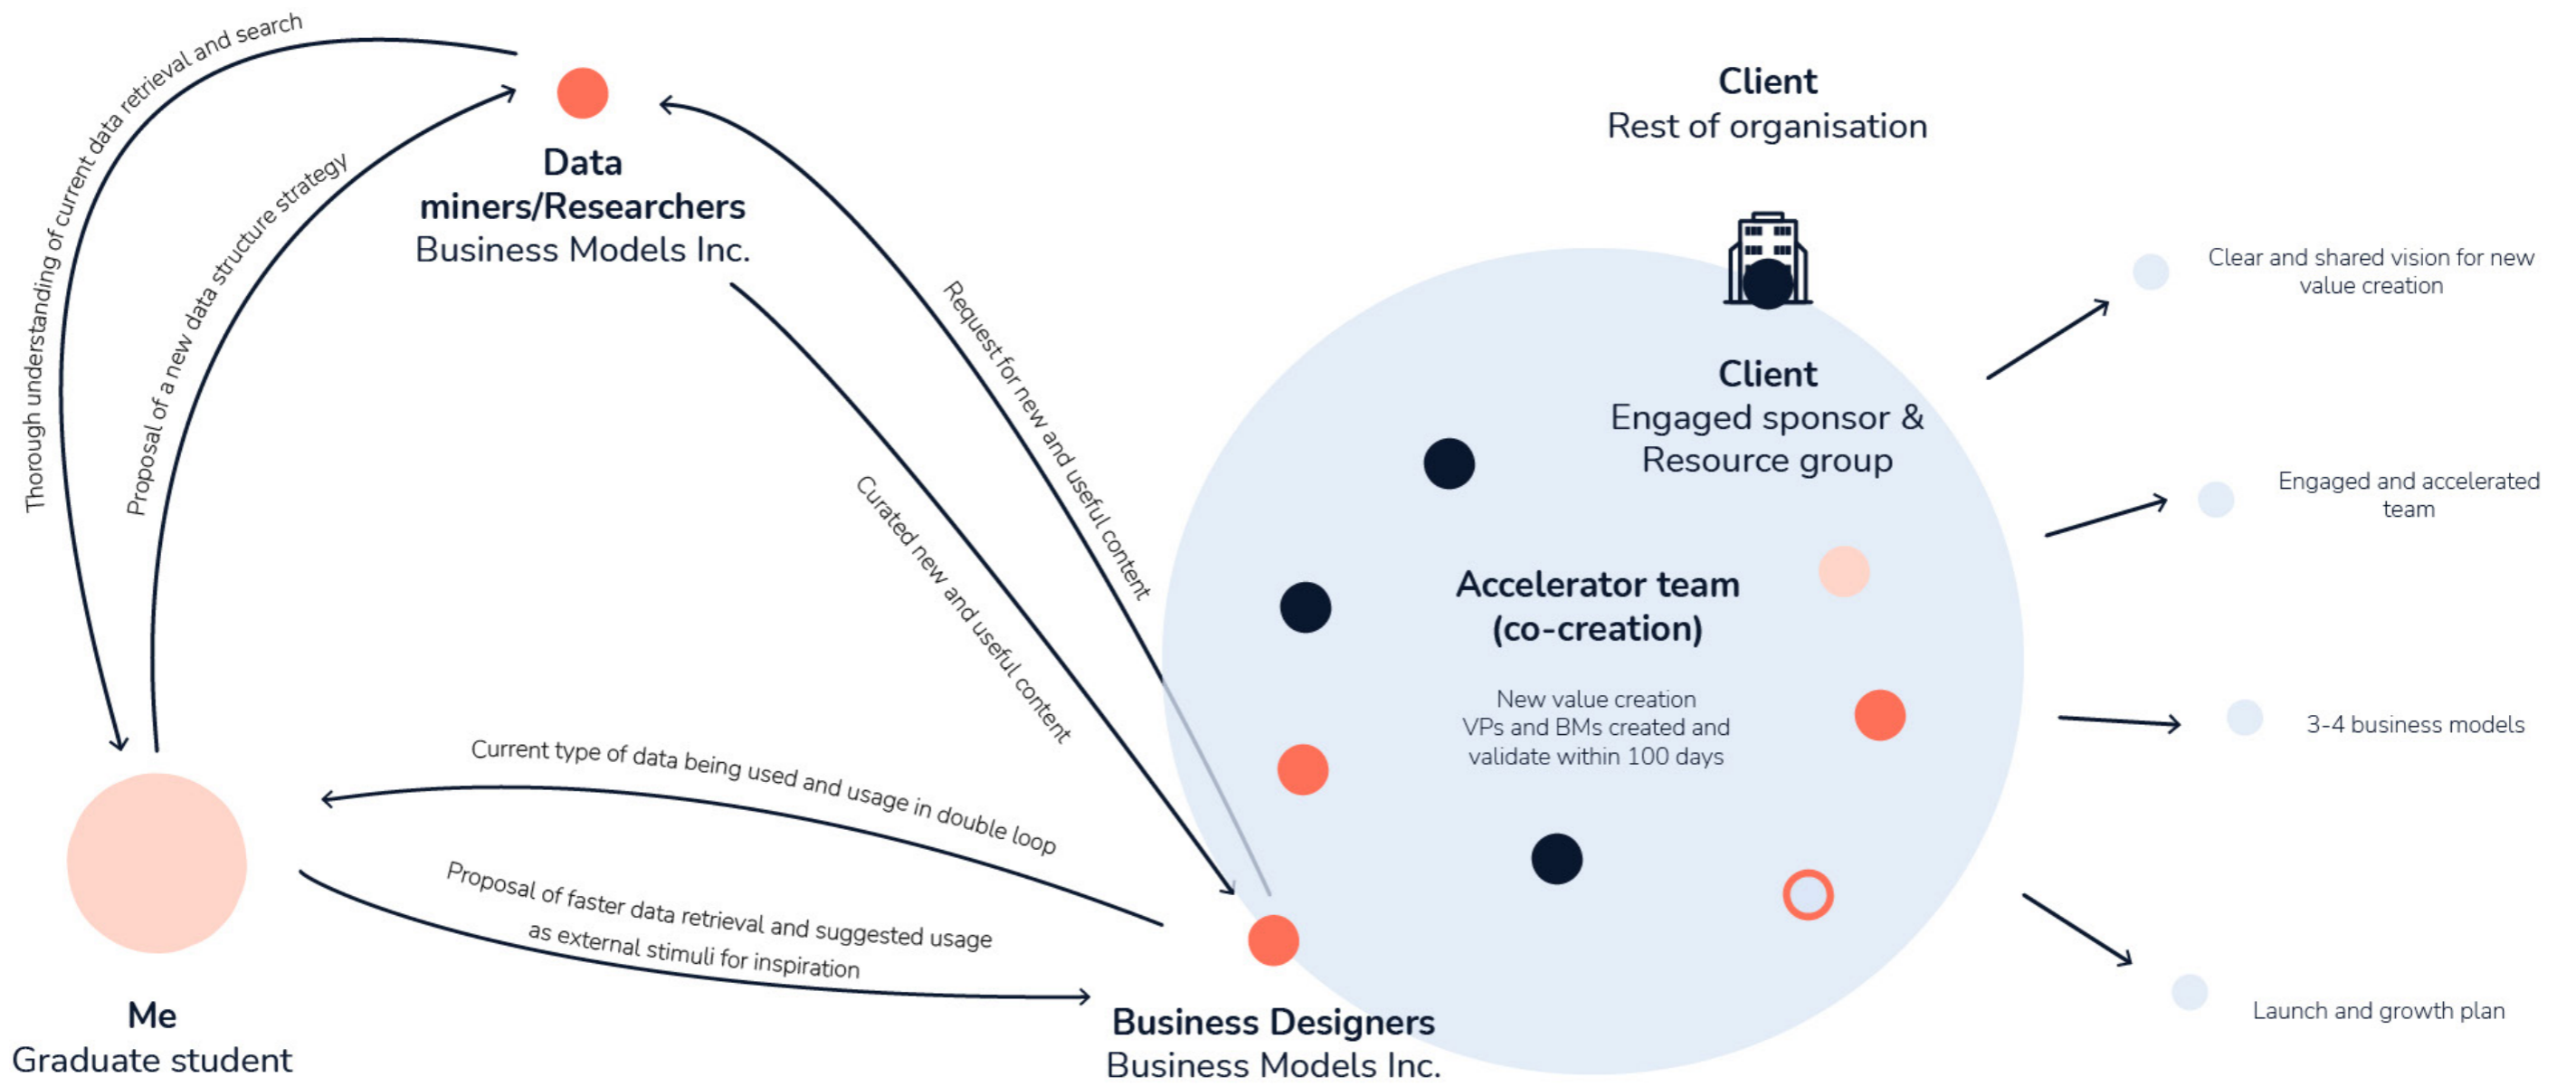 Thorough understanding of current data retrieval and search
Proposal of a new data structure strategy
Data
miners/Researchers
Business Models Inc.
Request for new and useful content
Curated new and useful content
Current type of data being used and usage in double loop
Proposal of faster data retrieval and suggested usage
as external stimuli for inspiration
Me
Graduate student
Business Designers
Business Models Inc.
Client
Rest of organisation
Client
Engaged sponsor &
Resource group
Accelerator team
(co-creation)
New value creation
VPs and BMs created and
validate within 100 days
Clear and shared vision for new
value creation
Engaged and accelerated
team
3-4 business models
Launch and growth plan